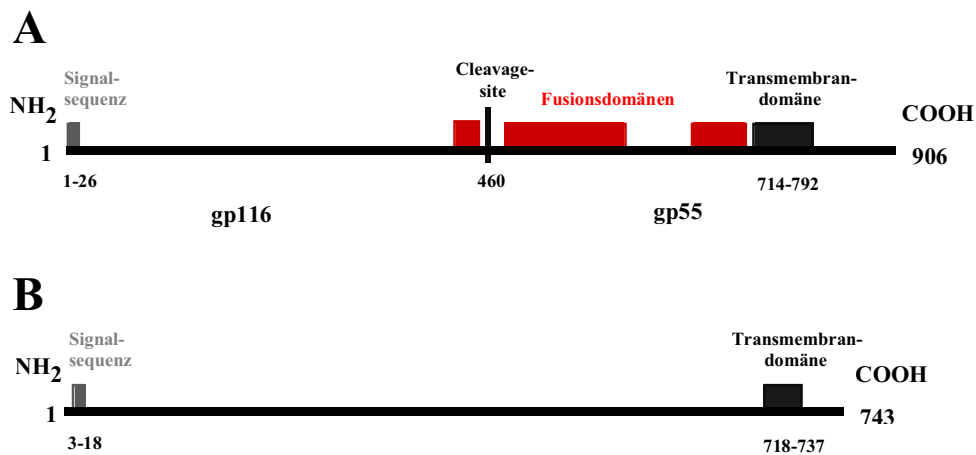 A
Signal-
sequenz
Cleavage-
site
Fusionsdomänen
Transmembran-
domäne
NH2
COOH
1
906
1-26
460
714-792
gp116
gp55
B
Signal-
sequenz
Transmembran-
domäne
NH2
COOH
1
743
3-18
718-737